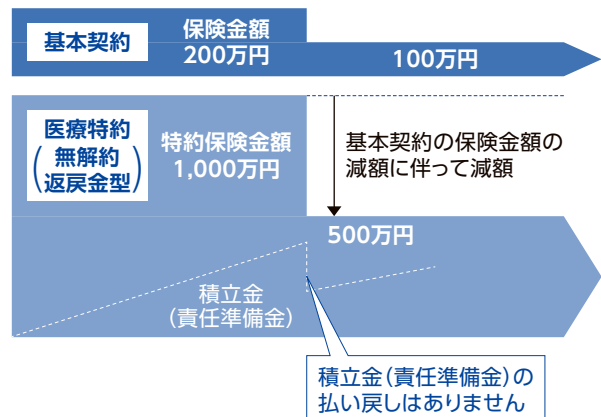 基本契約
保険金額
200万円
100万円
医療特約
(無解約
返戻金型)
特約保険金額
1,000万円
基本契約の保険金額の
減額に伴って減額
500万円
積立金
(責任準備金)
積立金(責任準備金)の
払い戻しはありません